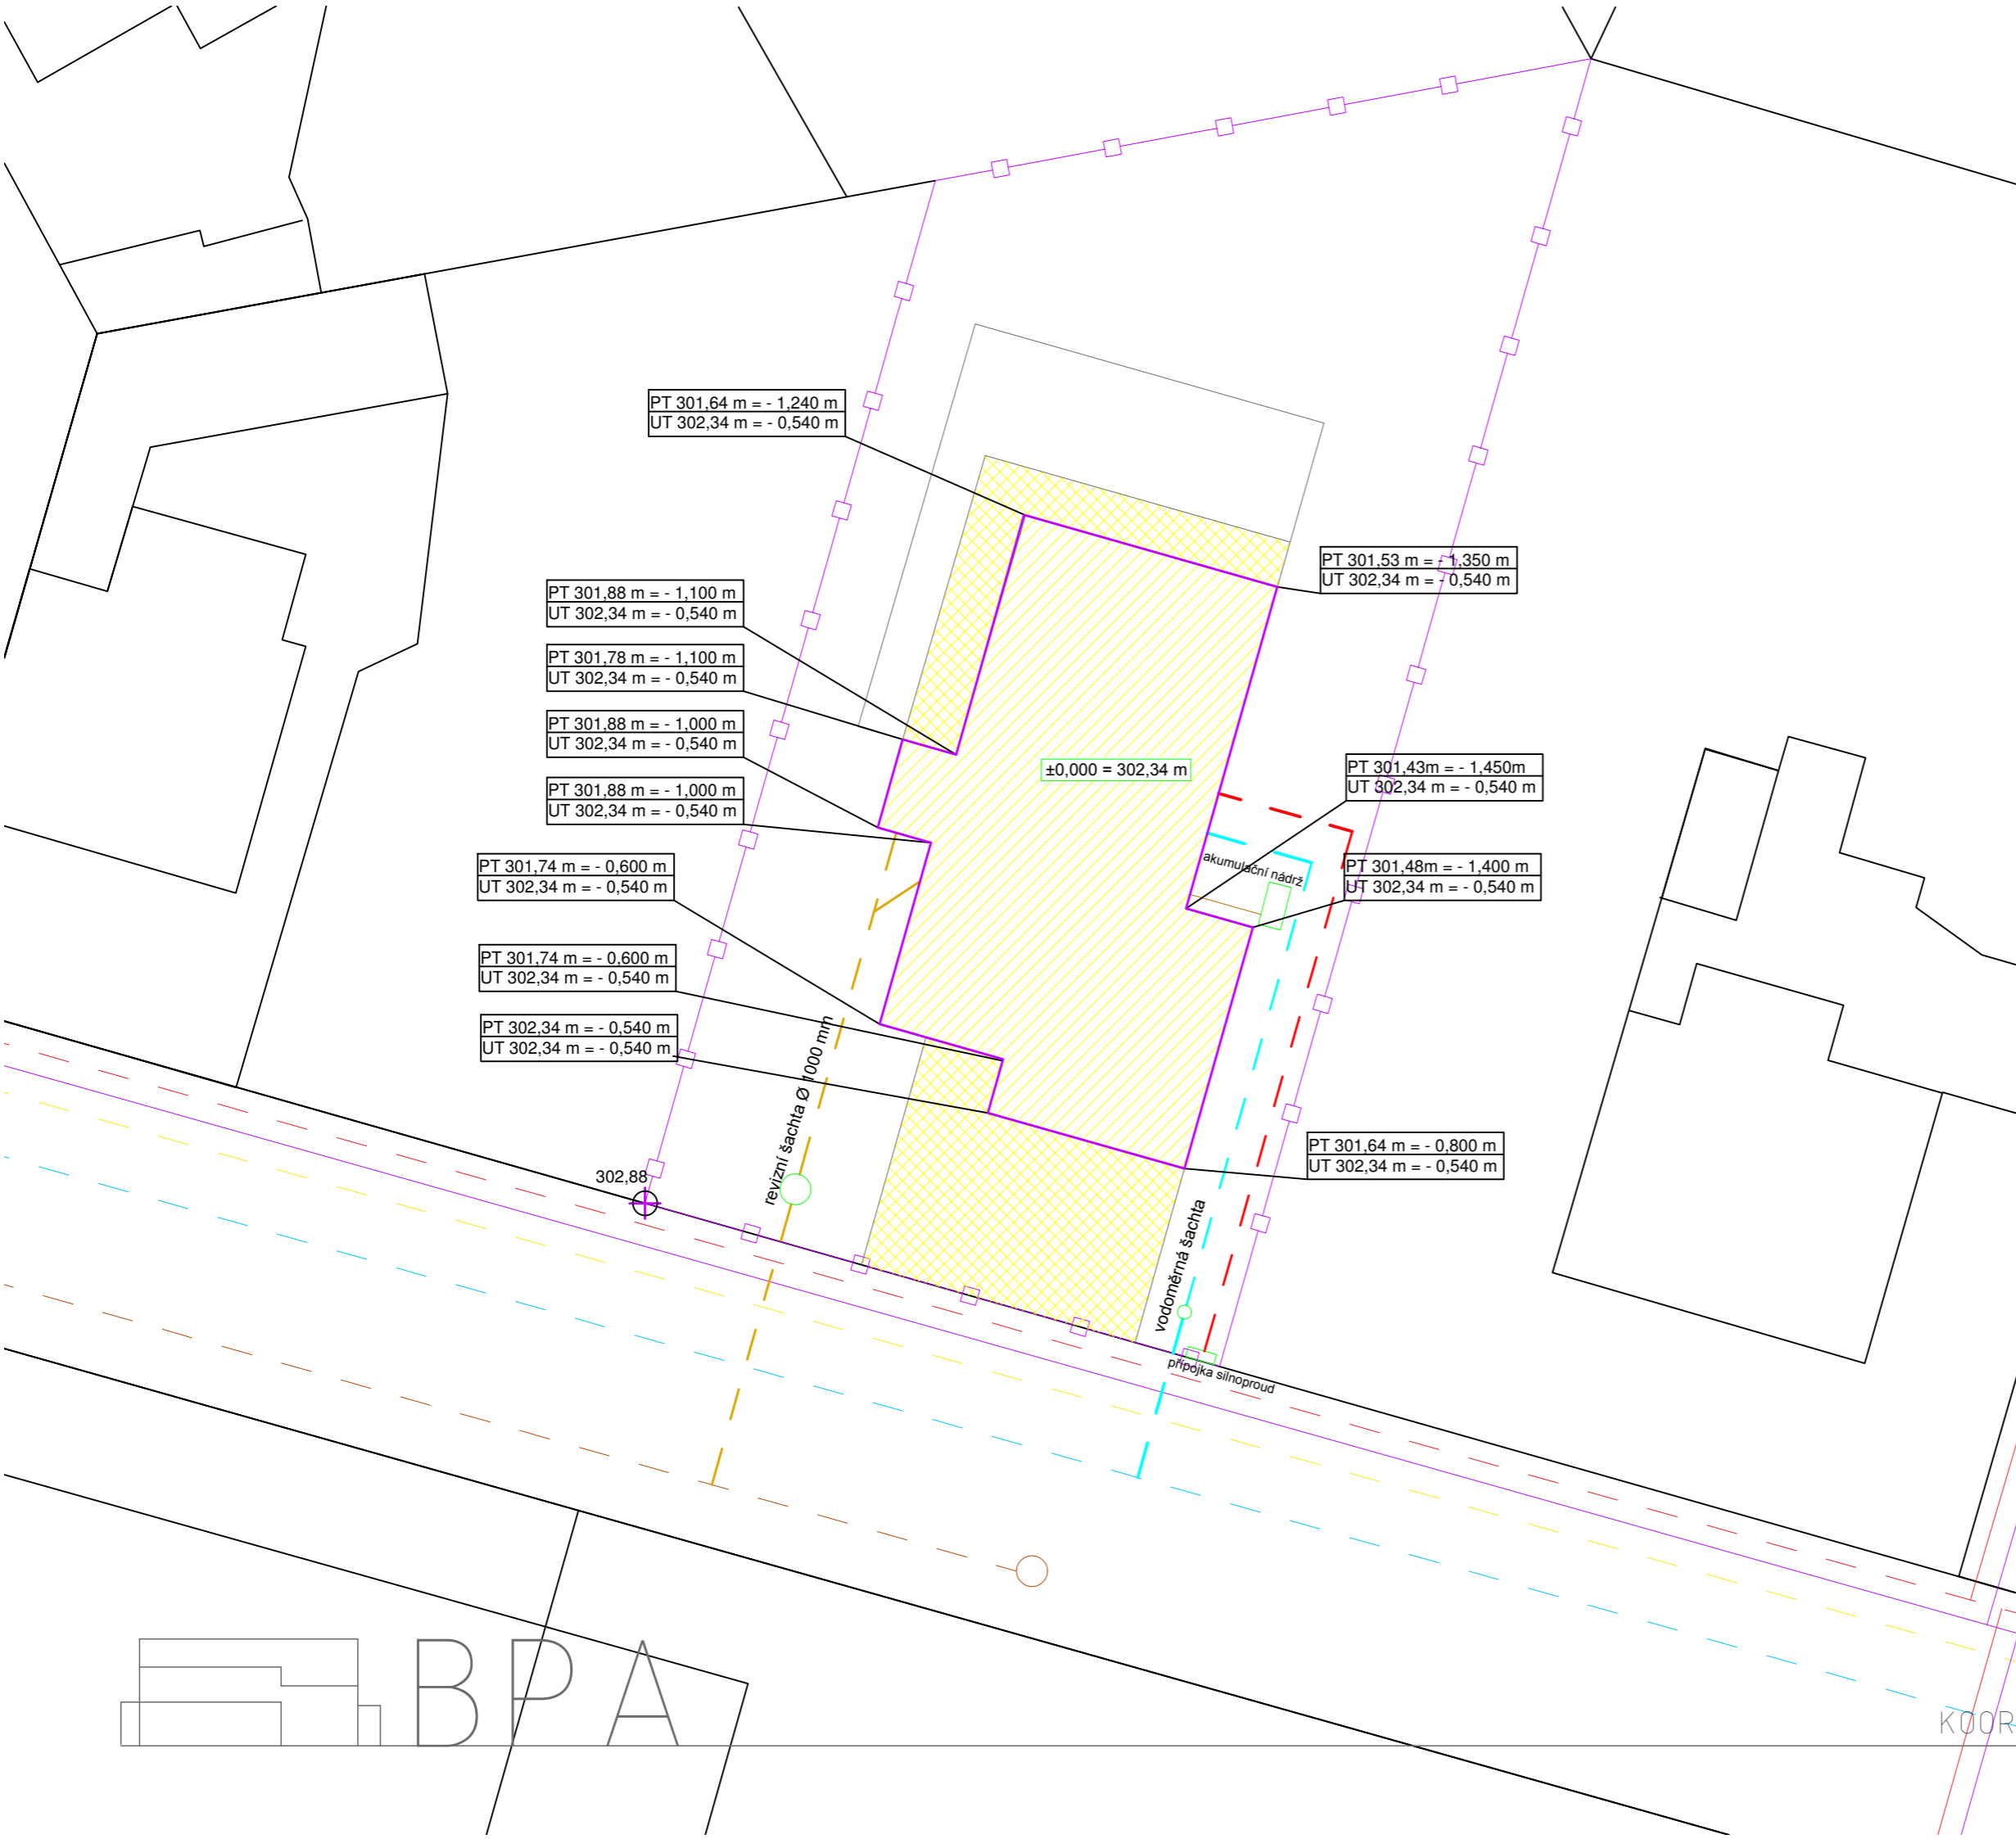 PT 301,64 m = - 1,240 m
UT 302,34 m = - 0,540 m
PT 301,53 m = - 1,350 m
UT 302,34 m = - 0,540 m
PT 301,88 m = - 1,100 m
UT 302,34 m = - 0,540 m
PT 301,78 m = - 1,100 m
UT 302,34 m = - 0,540 m
PT 301,88 m = - 1,000 m
UT 302,34 m = - 0,540 m
±0,000 = 302,34 m
PT 301,43m = - 1,450m
UT 302,34 m = - 0,540 m
PT 301,88 m = - 1,000 m
UT 302,34 m = - 0,540 m
akumulační nádrž
PT 301,48m = - 1,400 m
UT 302,34 m = - 0,540 m
PT 301,74 m = - 0,600 m
UT 302,34 m = - 0,540 m
PT 301,74 m = - 0,600 m
UT 302,34 m = - 0,540 m
PT 302,34 m = - 0,540 m
UT 302,34 m = - 0,540 m
revizní šachta Ø 1000 mm
PT 301,64 m = - 0,800 m
UT 302,34 m = - 0,540 m
302,88
vodoměrná šachta
přípojka silnoproud
BPA
KOOR